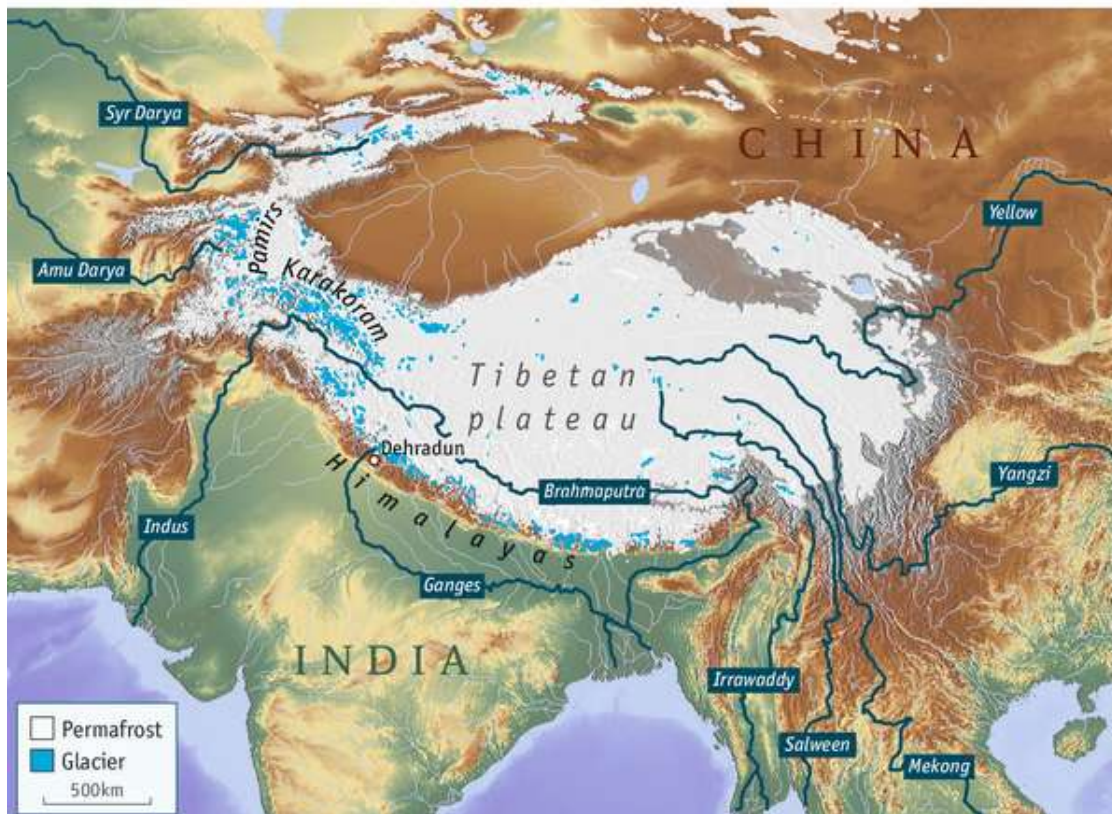 Syr Darya
CHINA
Yellow
Pamirs
Amu Darya
Karakoram
Tibetan
plateau
Dehradun
Yangzi
Brahmaputra
Himalayas
Indus
Ganges
INDIA
Irrawaddy
Permafrost
Glacier
Salween
Mekong
500km